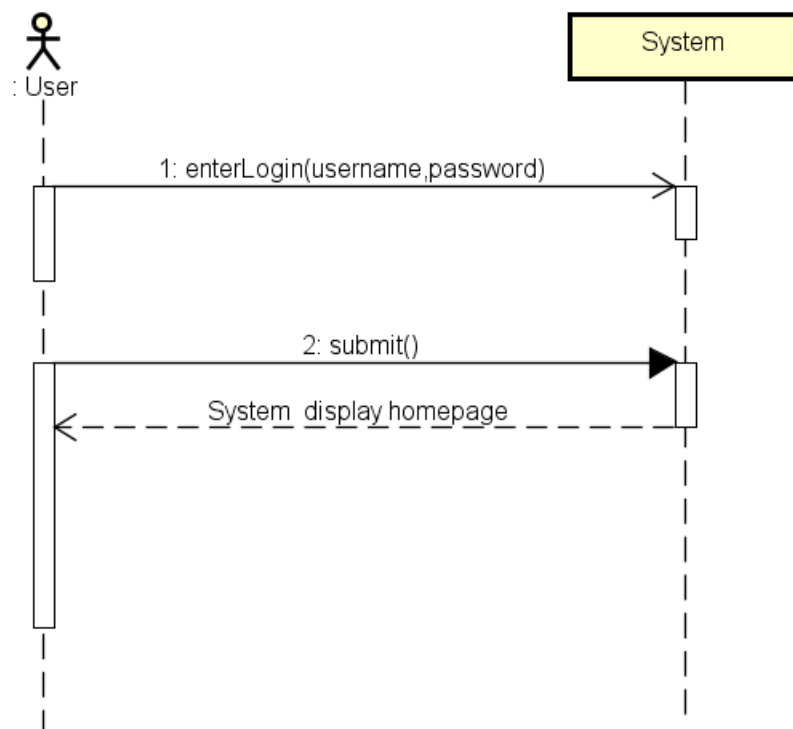 System
: User
1: enterLogin(username,password)
2: submit()
System display homepage